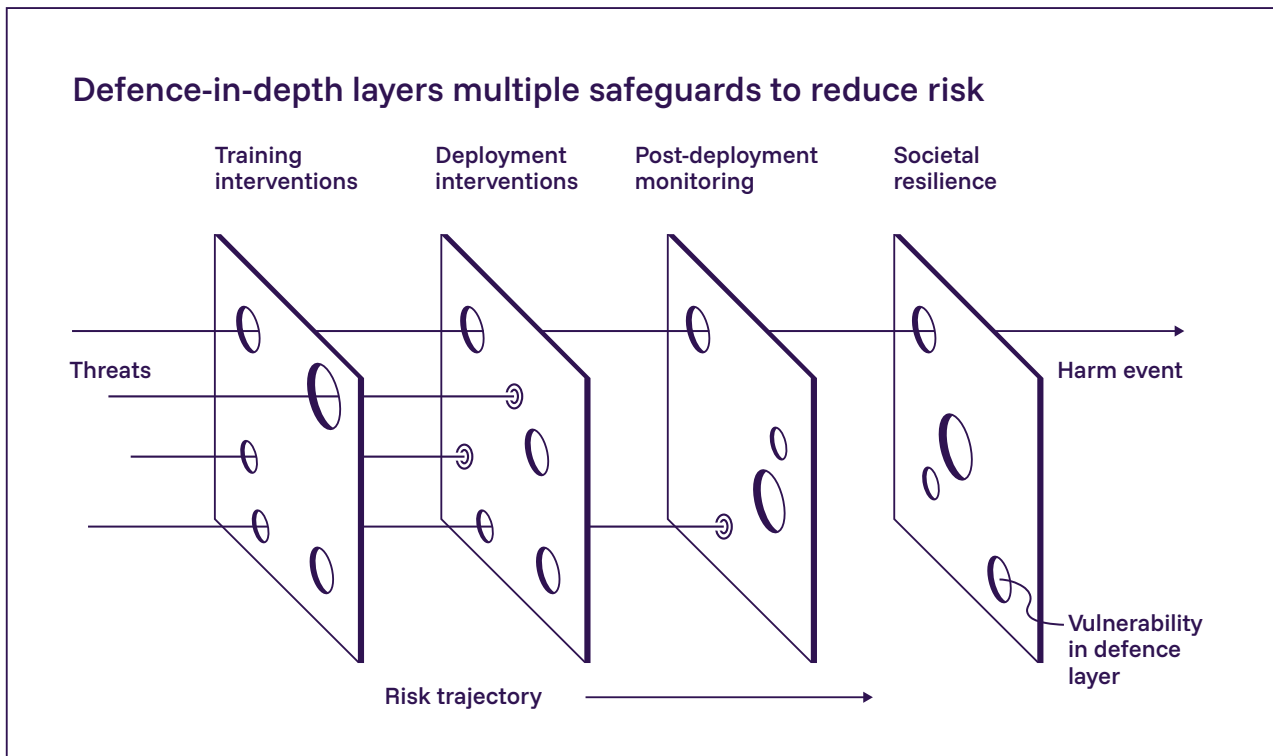 Defence-in-depth layers multiple safeguards to reduce risk
Training
interventions
Deployment
interventions
Post-deployment
monitoring
Societal
resilience
Threats
Harm event
Vulnerability
in defence
layer
Risk trajectory